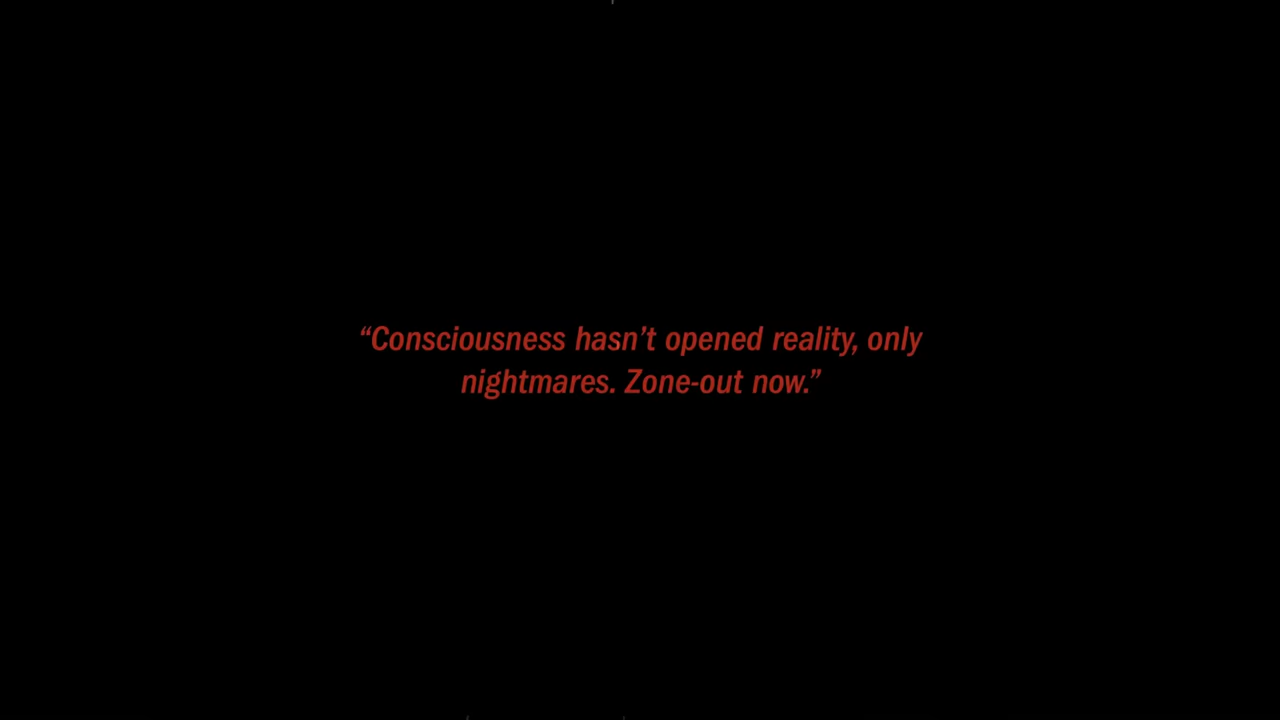 “Consciousness hasn’t opened reality, only
nightmares. Zone-out now.”